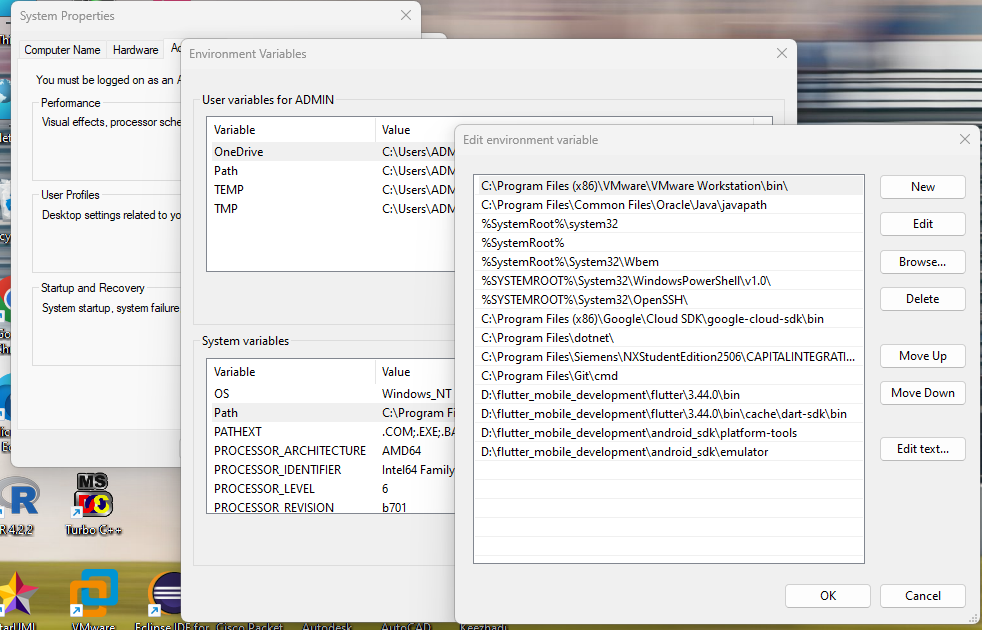 System Properties
Computer Name Hardware
You must be logged on as an A
Performance
Visual effects, processor sche
User Profiles
Desktop settings related to yo
Startup and Recovery
System startup, system failure
Environment Variables
User variables for ADMIN
Variable Value
OneDrive C:\Users\ADM
Path C:\Users\ADM
TEMP C:\Users\ADM
TMP C:\Users\ADM
System variables
Variable Value
OS Windows_NT
Path C:\Program Fi
PATHEXT .COM;.EXE;.BA
PROCESSOR_ARCHITECTURE AMD64
PROCESSOR_IDENTIFIER Intel64 Family
PROCESSOR_LEVEL 6
PROCESSOR_REVISION b701
Edit environment variable
C:\Program Files (x86)\VMware\VMware Workstation\bin\
C:\Program Files\Common Files\Oracle\Java\javapath
%SystemRoot%\system32
%SystemRoot%
%SystemRoot%\System32\Wbem
%SYSTEMROOT%\System32\WindowsPowerShell\v1.0\
%SYSTEMROOT%\System32\OpenSSH\
C:\Program Files (x86)\Google\Cloud SDK\google-cloud-sdk\bin
C:\Program Files\dotnet\
C:\Program Files\Siemens\NXStudentEdition2506\CAPITALINTEGRATI...
C:\Program Files\Git\cmd
D:\flutter_mobile_development\flutter\3.44.0\bin
D:\flutter_mobile_development\flutter\3.44.0\bin\cache\dart-sdk\bin
D:\flutter_mobile_development\android_sdk\platform-tools
D:\flutter_mobile_development\android_sdk\emulator
New
Edit
Browse...
Delete
Move Up
Move Down
Edit text...
OK Cancel
R 4.2.2
MS
DOS
Turbo C++
VMware
Eclipse IDE for
Cisco Packet
Autodesk
AutoCAD
Keezhadi